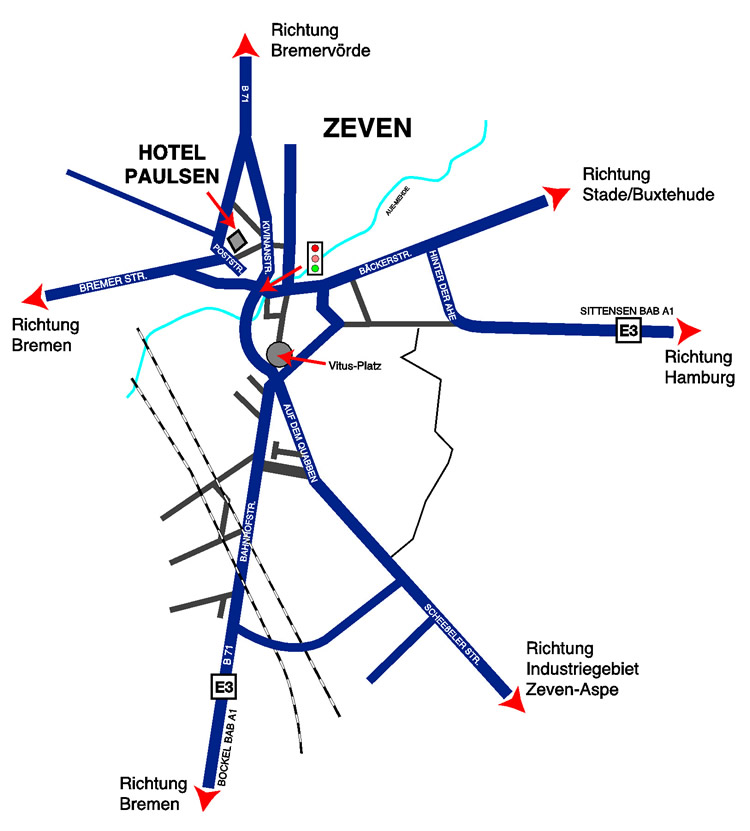 Richtung
Bremervörde
B 71
ZEVEN
HOTEL
PAULSEN
Richtung
Stade/Buxtehude
AUE-MEHDE
KIVINANSTR.
POSTSTR.
BÄCKERSTR.
HINTER DER AHE
BREMER STR.
Richtung
Bremen
SITTENSEN BAB A1
E3
Richtung
Hamburg
Vitus-Platz
AUF DEM QUABBEN
BAHNHOFSTR.
SCHEEßELER STR.
Richtung
Industriegebiet
Zeven-Aspe
B 71
E3
BOCKEL BAB A1
Richtung
Bremen